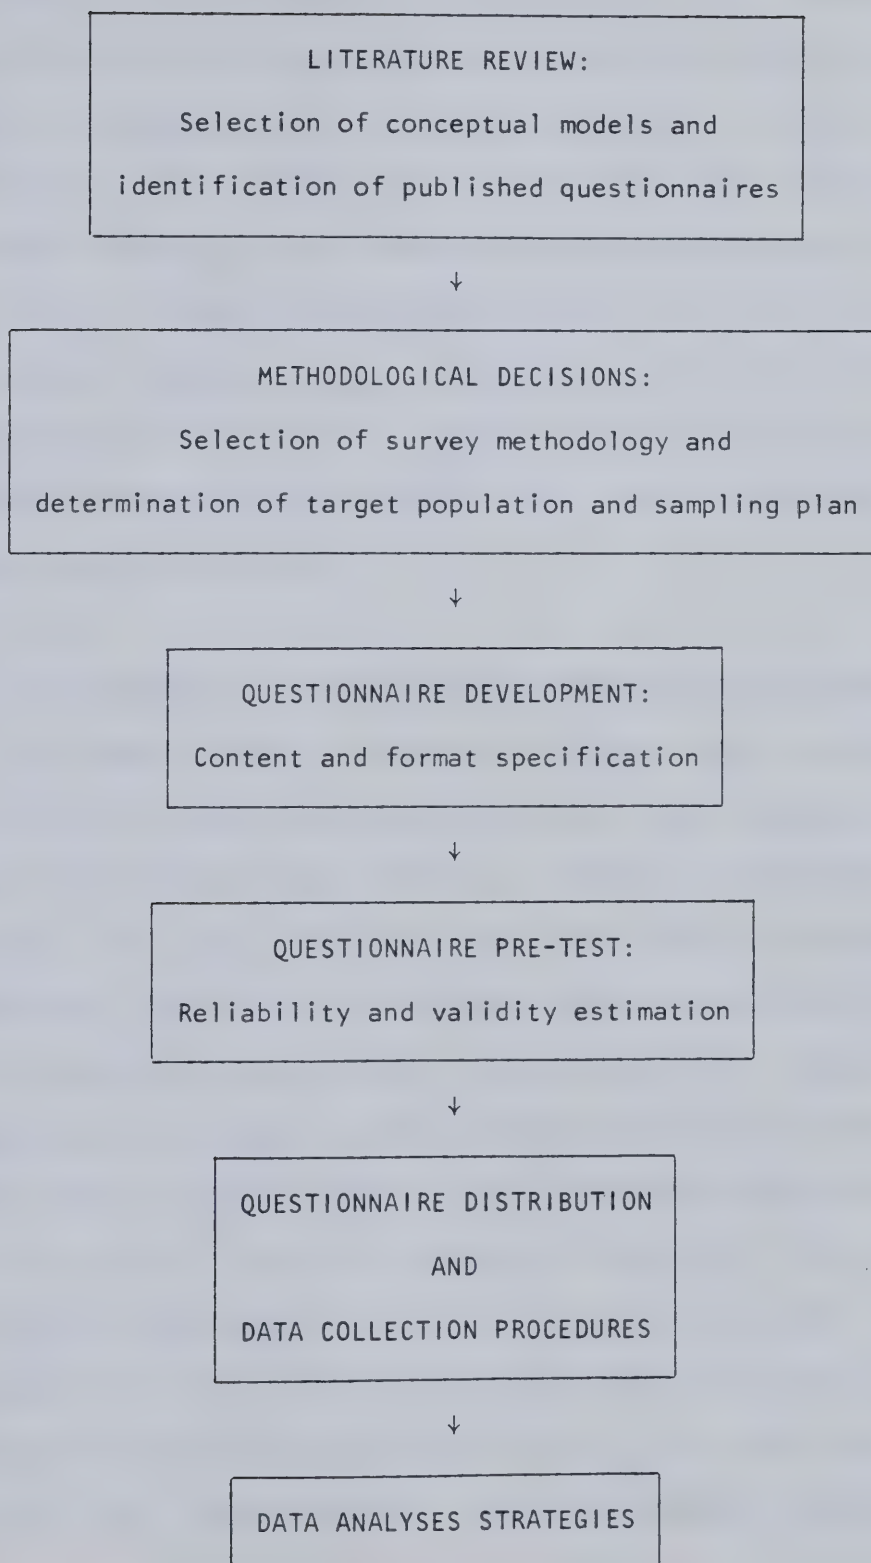 LITERATURE REVIEW:
Selection of conceptual models and
identification of published questionnaires
↓
METHODOLOGICAL DECISIONS:
Selection of survey methodology and
determination of target population and sampling plan
↓
QUESTIONNAIRE DEVELOPMENT:
Content and format specification
↓
QUESTIONNAIRE PRE-TEST:
Reliability and validity estimation
↓
QUESTIONNAIRE DISTRIBUTION
AND
DATA COLLECTION PROCEDURES
↓
DATA ANALYSES STRATEGIES